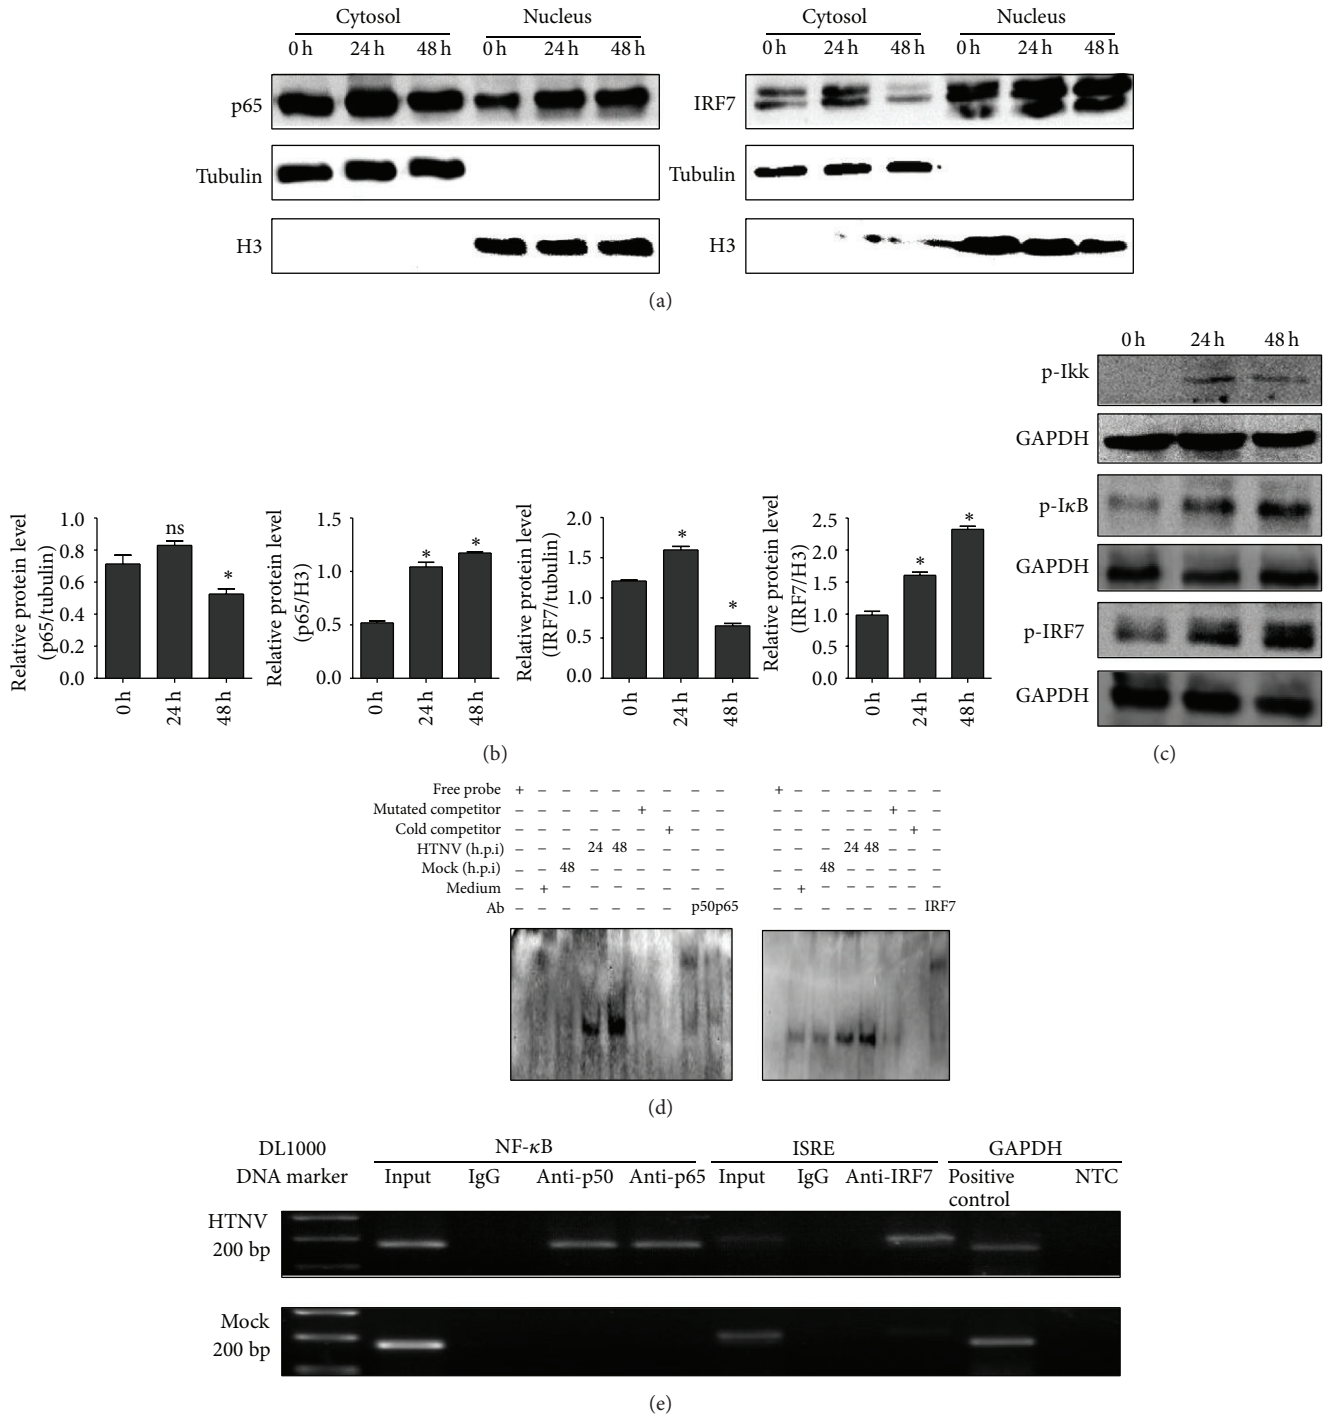 Cytosol Nucleus Cytosol Nucleus
0 h 24 h 48 h 0 h 24 h 48 h 0 h 24 h 48 h 0 h 24 h 48 h
p65 IRF7
Tubulin Tubulin
H3 H3
(a)
0 h 24 h 48 h
p-Ikk
GAPDH
p-IκB
GAPDH
p-IRF7
GAPDH
(c)
Relative protein level
(p65/tubulin)
1.0
0.8
0.6
0.4
0.2
0.0
ns
*
0 h 24 h 48 h
Relative protein level
(p65/H3)
1.5
1.0
0.5
0.0
* *
0 h 24 h 48 h
Relative protein level
(IRF7/tubulin)
2.0
1.5
1.0
0.5
0.0
* *
0 h 24 h 48 h
Relative protein level
(IRF7/H3)
2.5
2.0
1.5
1.0
0.5
0.0
* *
0 h 24 h 48 h
(b)
Free probe + − − − − − − − − + − − − − − − −
Mutated competitor − − − − − + − − − − − − − − + − −
Cold competitor − − − − − − + − − − − − − − − + −
HTNV (h.p.i) − − − 24 48 − − − − − − − 24 48 − − −
Mock (h.p.i) − − 48 − − − − − − − − 48 − − − − −
Medium − + − − − − − − − − + − − − − − −
Ab − − − − − − − p50 p65 − − − − − − − IRF7
(d)
DL1000 NF-κB ISRE GAPDH
DNA marker Input IgG Anti-p50 Anti-p65 Input IgG Anti-IRF7 Positive control NTC
HTNV
200 bp
Mock
200 bp
(e)